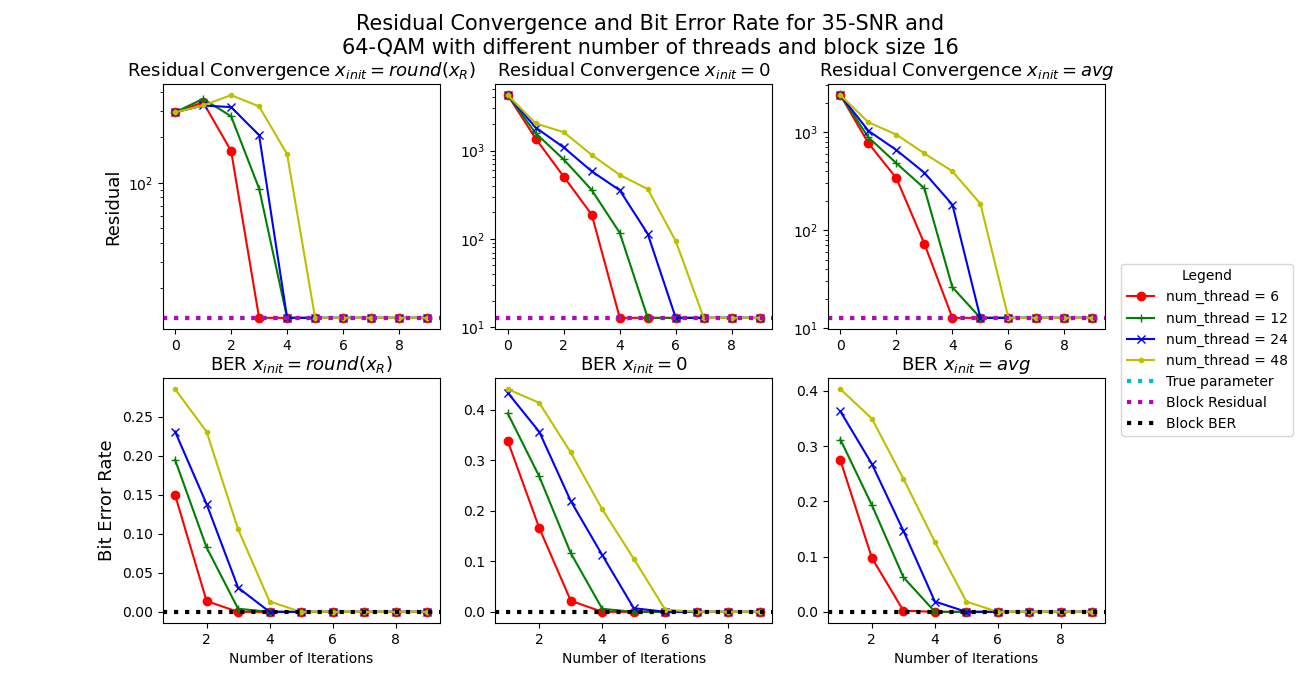 Residual Convergence and Bit Error Rate for 35-SNR and
64-QAM with different number of threads and block size 16
Residual Convergence x_init = round(x_R)
Residual Convergence x_init = 0
Residual Convergence x_init = avg
Residual
10^2
0 2 4 6 8
10^3
10^2
10^1
0 2 4 6 8
10^3
10^2
10^1
0 2 4 6 8
BER x_init = round(x_R)
BER x_init = 0
BER x_init = avg
Bit Error Rate
0.25
0.20
0.15
0.10
0.05
0.00
2 4 6 8
Number of Iterations
0.4
0.3
0.2
0.1
0.0
2 4 6 8
Number of Iterations
0.4
0.3
0.2
0.1
0.0
2 4 6 8
Number of Iterations
Legend
num_thread = 6
num_thread = 12
num_thread = 24
num_thread = 48
True parameter
Block Residual
Block BER